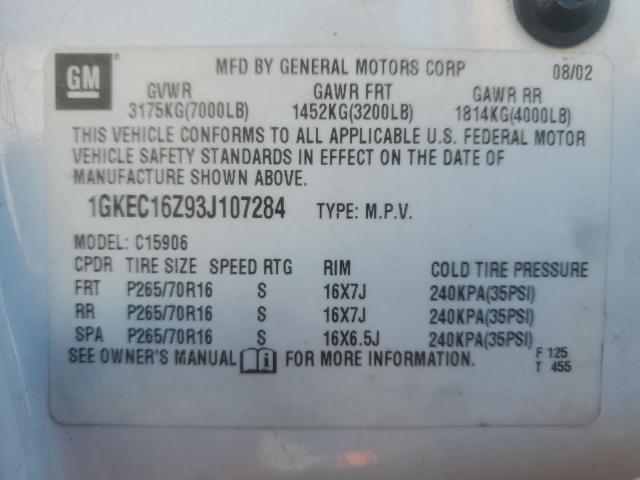 GM
MFD BY GENERAL MOTORS CORP 08/02
GVWR GAWR FRT GAWR RR
3175KG(7000LB) 1452KG(3200LB) 1814KG(4000LB)
THIS VEHICLE CONFORMS TO ALL APPLICABLE U.S. FEDERAL MOTOR
VEHICLE SAFETY STANDARDS IN EFFECT ON THE DATE OF
MANUFACTURE SHOWN ABOVE.
1GKEC16Z93J107284 TYPE: M.P.V.
MODEL: C15906
CPDR TIRE SIZE SPEED RTG RIM COLD TIRE PRESSURE
FRT P265/70R16 S 16X7J 240KPA(35PSI)
RR P265/70R16 S 16X7J 240KPA(35PSI)
SPA P265/70R16 S 16X6.5J 240KPA(35PSI)
SEE OWNER'S MANUAL i FOR MORE INFORMATION. F 125
T 455